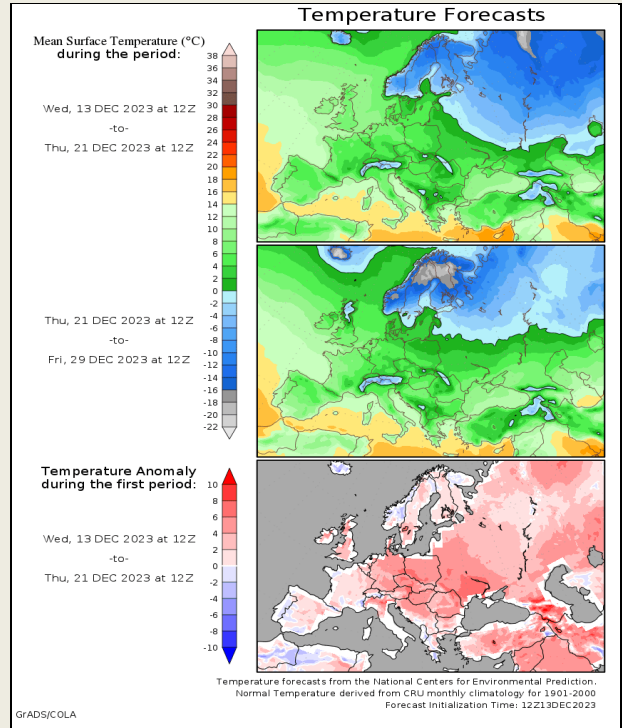 Temperature Forecasts
Mean Surface Temperature (°C)
during the period:
Wed, 13 DEC 2023 at 12Z
-to-
Thu, 21 DEC 2023 at 12Z
38
36
34
32
30
28
26
24
22
20
18
16
14
12
10
8
6
4
2
0
-2
-4
-6
-8
-10
-12
-14
-16
-18
-20
-22
Thu, 21 DEC 2023 at 12Z
-to-
Fri, 29 DEC 2023 at 12Z
Temperature Anomaly
during the first period:
Wed, 13 DEC 2023 at 12Z
-to-
Thu, 21 DEC 2023 at 12Z
10
8
6
4
2
0
-2
-4
-6
-8
-10
Temperature forecasts from the National Centers for Environmental Prediction.
Normal Temperature derived from CRU monthly climatology for 1901-2000
Forecast Initialization Time: 12Z13DEC2023
GrADS/COLA